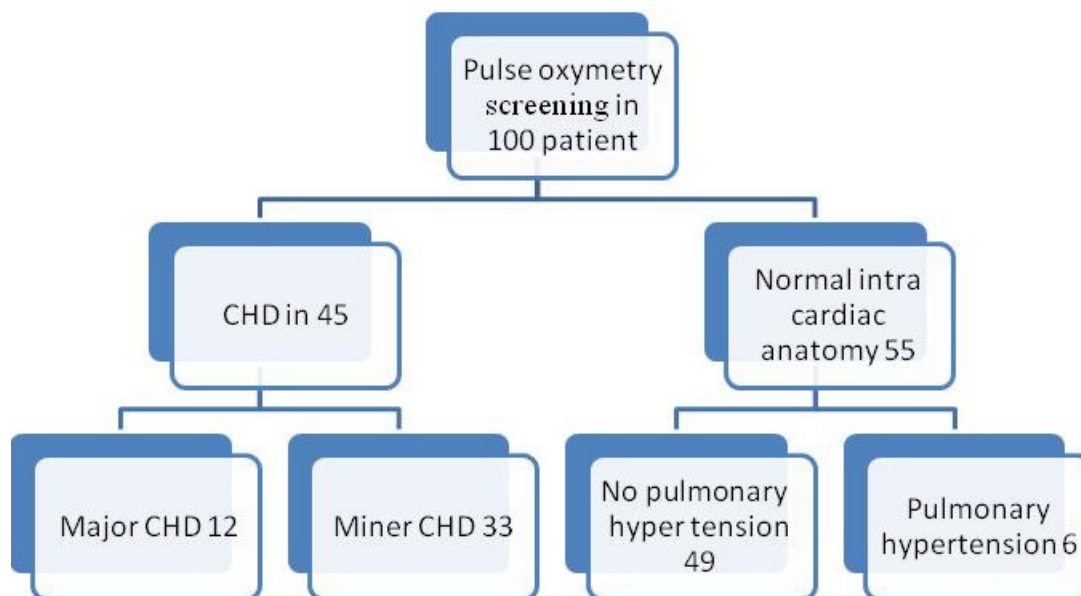 Pulse oxymetry
screening in
100 patient
CHD in 45
Normal intra
cardiac
anatomy 55
Major CHD 12
Miner CHD 33
No pulmonary
hyper tension
49
Pulmonary
hypertension 6